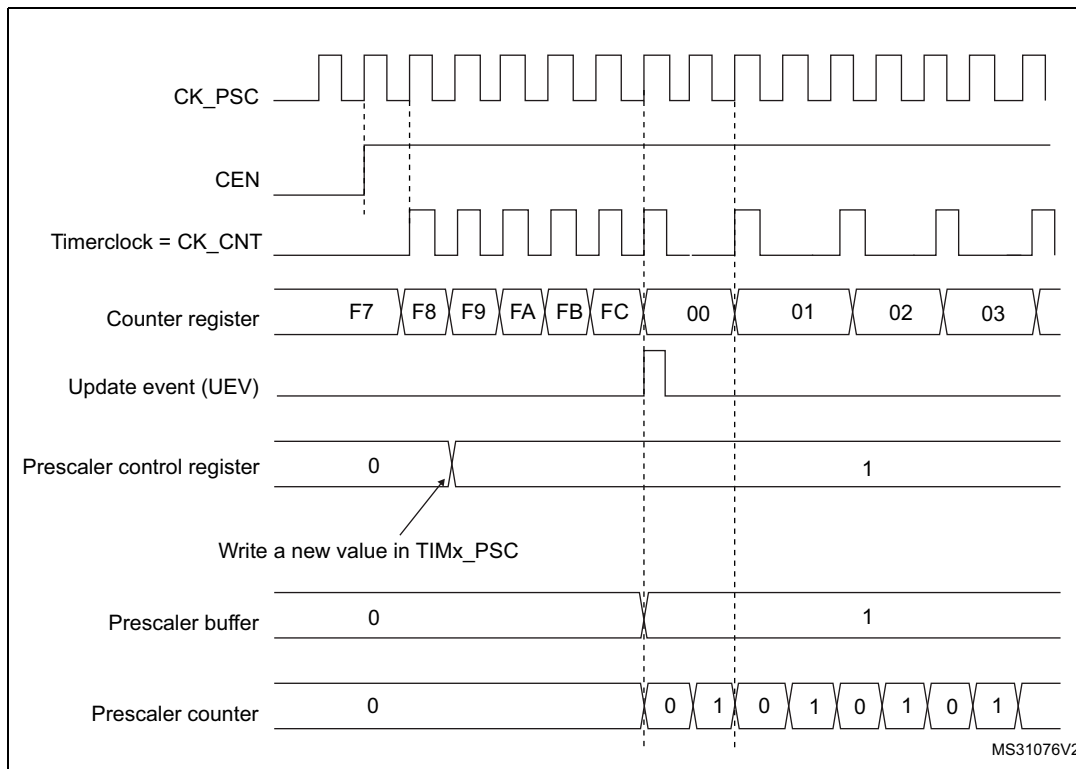 CK_PSC
CEN
Timerclock = CK_CNT
Counter register F7 F8 F9 FA FB FC 00 01 02 03
Update event (UEV)
Prescaler control register 0 1
Write a new value in TIMx_PSC
Prescaler buffer 0 1
Prescaler counter 0 0 1 0 1 0 1 0 1
MS31076V2